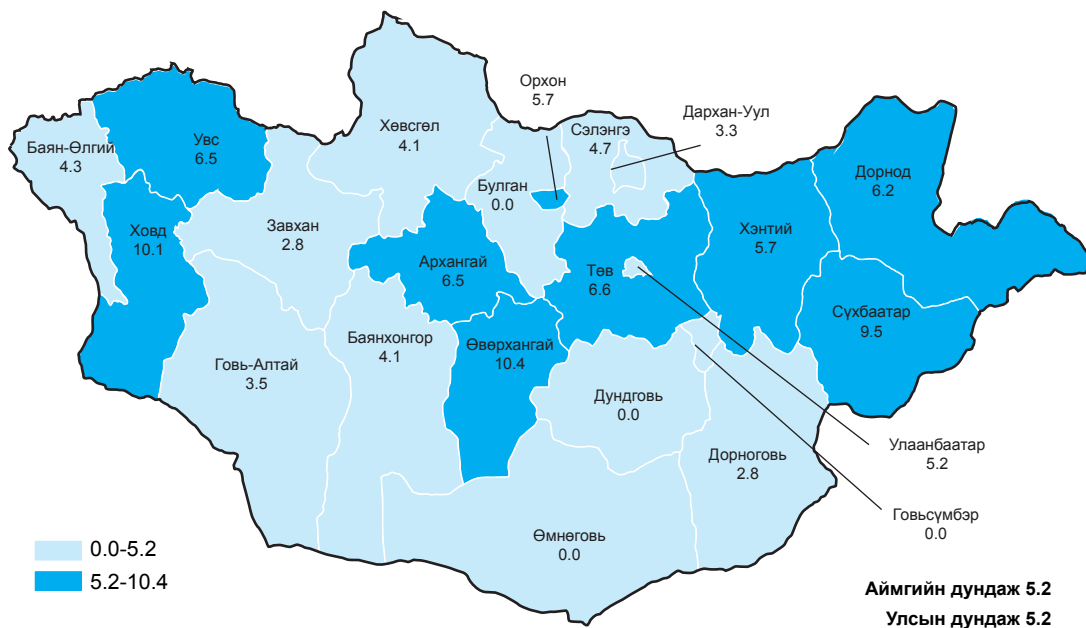 Орхон
5.7
Дархан-Уул
3.3
Сэлэнгэ
4.7
Хөвсгөл
4.1
Увс
6.5
Баян-Өлгий
4.3
Булган
0.0
Дорнод
6.2
Ховд
10.1
Завхан
2.8
Хэнтий
5.7
Архангай
6.5
Төв
6.6
Сүхбаатар
9.5
Баянхонгор
4.1
Өвөрхангай
10.4
Говь-Алтай
3.5
Дундговь
0.0
Улаанбаатар
5.2
Дорноговь
2.8
Говьсүмбэр
0.0
Өмнөговь
0.0
0.0-5.2
5.2-10.4
Аймгийн дундаж 5.2
Улсын дундаж 5.2